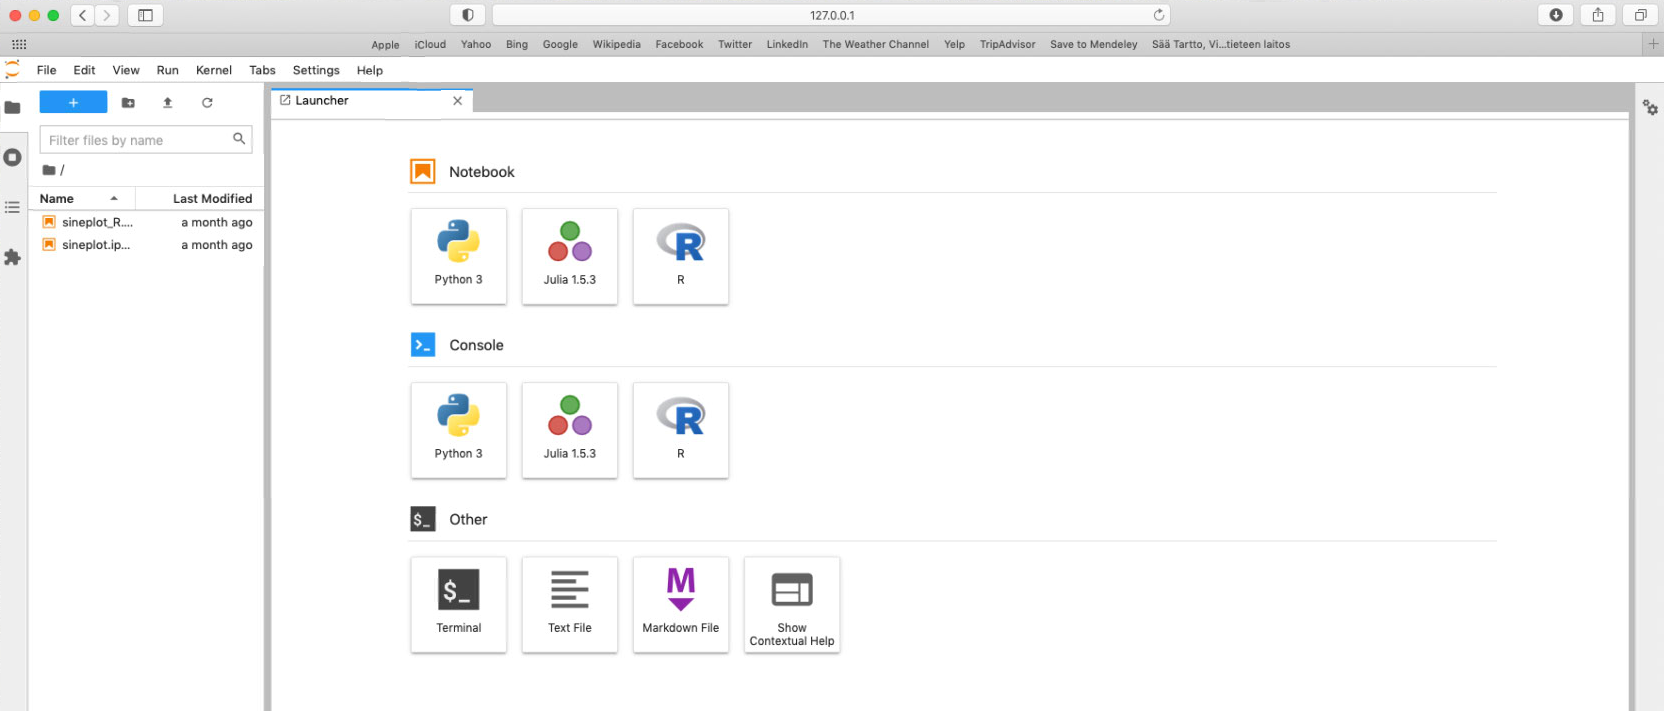 127.0.0.1
Apple iCloud Yahoo Bing Google Wikipedia Facebook Twitter LinkedIn The Weather Channel Yelp TripAdvisor Save to Mendeley Sää Tartto, Vi...tieteen laitos
File Edit View Run Kernel Tabs Settings Help
+
Launcher
Filter files by name
/
Name Last Modified
sineplot_R.... a month ago
sineplot.ip... a month ago
Notebook
Python 3 Julia 1.5.3 R
>_ Console
Python 3 Julia 1.5.3 R
$_ Other
$_ M
Terminal Text File Markdown File Show
Contextual Help